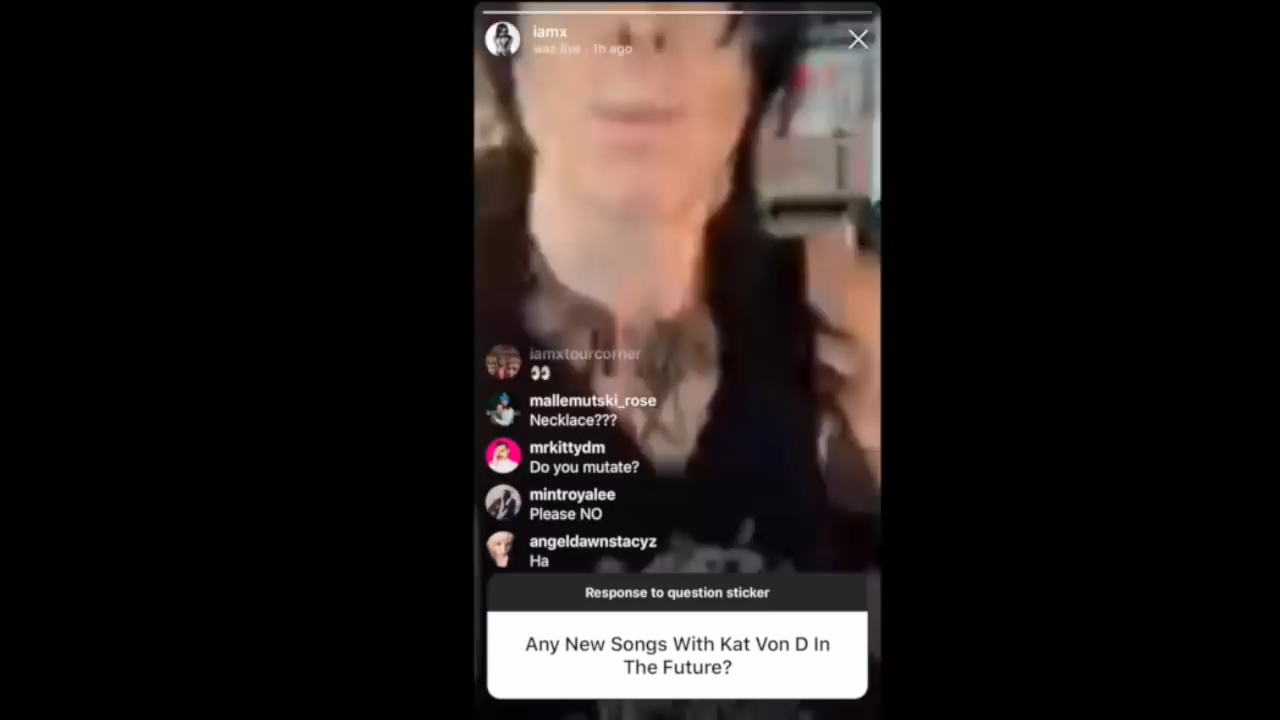 iamx
was live · 1h ago
iamxtourcorner
👀
mallemutski_rose
Necklace???
mrkittydm
Do you mutate?
mintroyalee
Please NO
angeldawnstacyz
Ha
Response to question sticker
Any New Songs With Kat Von D In
The Future?